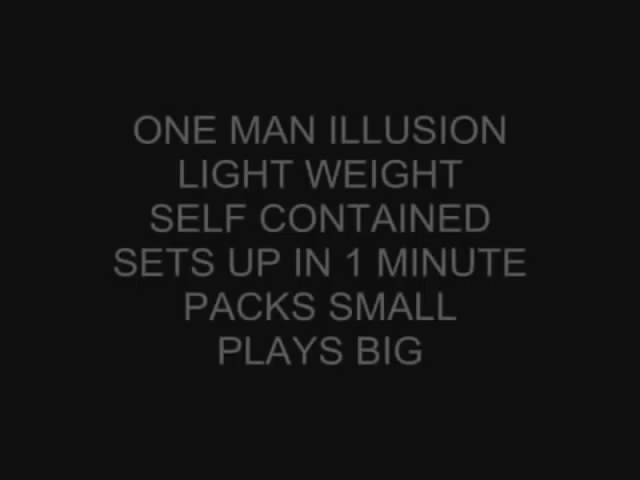 ONE MAN ILLUSION
LIGHT WEIGHT
SELF CONTAINED
SETS UP IN 1 MINUTE
PACKS SMALL
PLAYS BIG